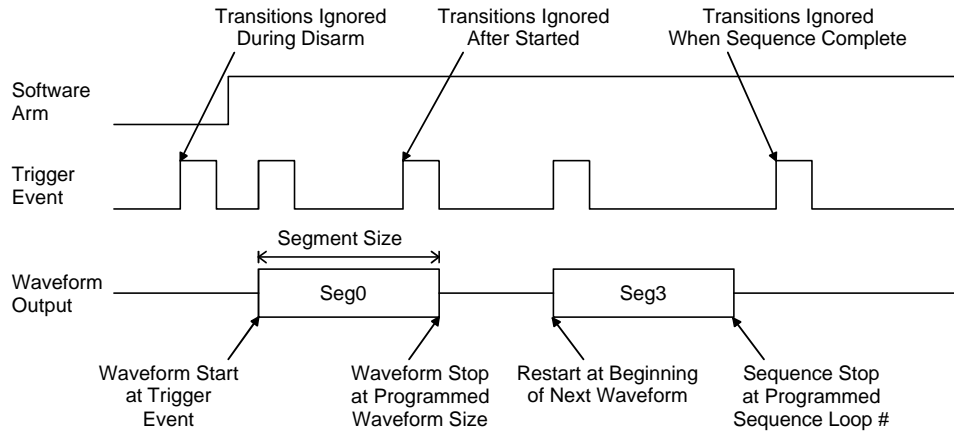 Transitions Ignored
During Disarm
Transitions Ignored
After Started
Transitions Ignored
When Sequence Complete
Software
Arm
Trigger
Event
Segment Size
Waveform
Output
Seg0
Seg3
Waveform Start
at Trigger
Event
Waveform Stop
at Programmed
Waveform Size
Restart at Beginning
of Next Waveform
Sequence Stop
at Programmed
Sequence Loop #